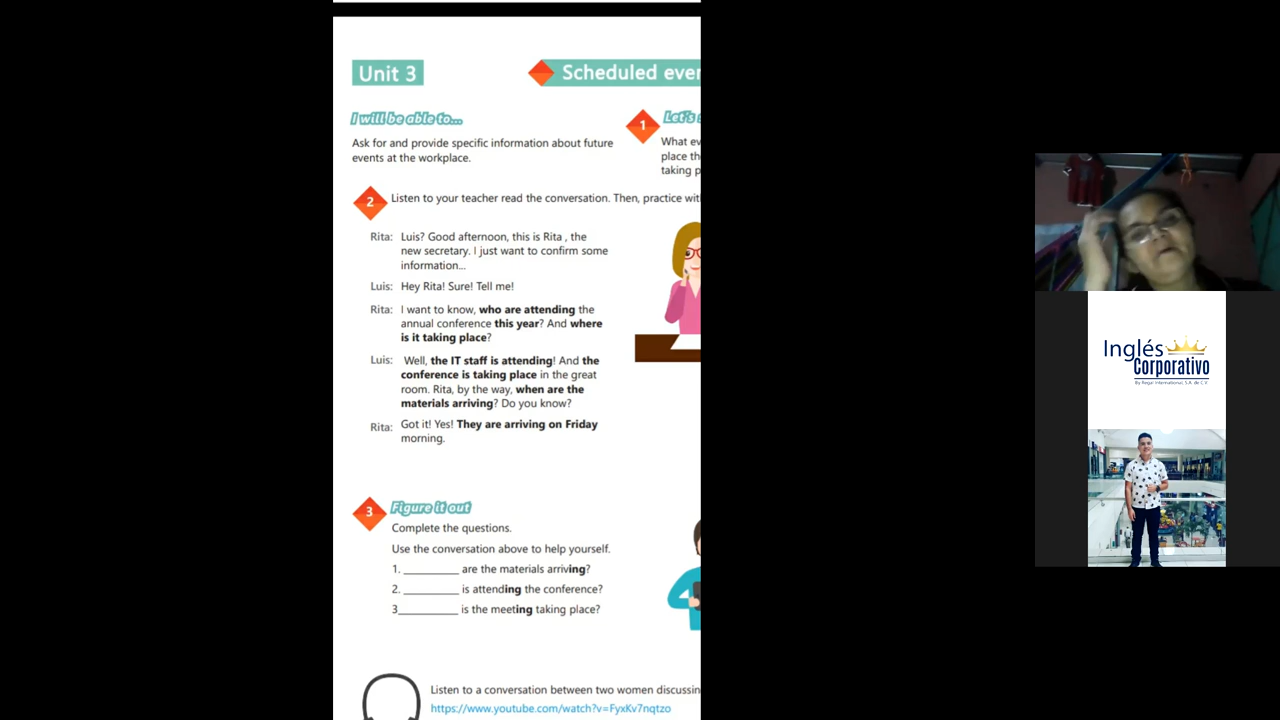 Unit 3
Scheduled even
I will be able to...
Ask for and provide specific information about future
events at the workplace.
1
Let's
What ev
place th
taking p
2
Listen to your teacher read the conversation. Then, practice wit
Rita: Luis? Good afternoon, this is Rita , the
new secretary. I just want to confirm some
information...
Luis: Hey Rita! Sure! Tell me!
Rita: I want to know, who are attending the
annual conference this year? And where
is it taking place?
Luis: Well, the IT staff is attending! And the
conference is taking place in the great
room. Rita, by the way, when are the
materials arriving? Do you know?
Rita: Got it! Yes! They are arriving on Friday
morning.
3
Figure it out
Complete the questions.
Use the conversation above to help yourself.
1. __________ are the materials arriving?
2. __________ is attending the conference?
3___________ is the meeting taking place?
Listen to a conversation between two women discussin
https://www.youtube.com/watch?v=FyxKv7nqtzo
Inglés
Corporativo
By Regal International, S.A. de C.V.